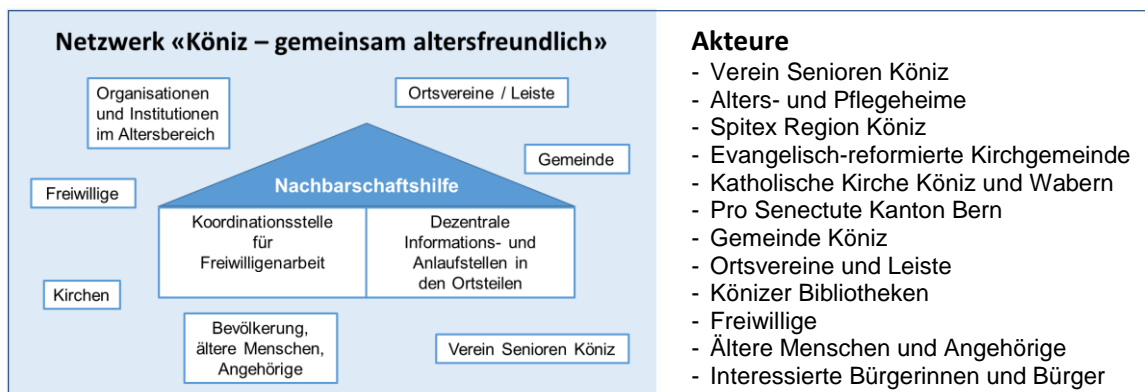 Netzwerk «Köniz – gemeinsam altersfreundlich»
Organisationen
und Institutionen
im Altersbereich
Ortsvereine / Leiste
Gemeinde
Freiwillige
Nachbarschaftshilfe
Koordinationsstelle
für
Freiwilligenarbeit
Dezentrale
Informations- und
Anlaufstellen in
den Ortsteilen
Kirchen
Bevölkerung,
ältere Menschen,
Angehörige
Verein Senioren Köniz
Akteure
- Verein Senioren Köniz
- Alters- und Pflegeheime
- Spitex Region Köniz
- Evangelisch-reformierte Kirchgemeinde
- Katholische Kirche Köniz und Wabern
- Pro Senectute Kanton Bern
- Gemeinde Köniz
- Ortsvereine und Leiste
- Könizer Bibliotheken
- Freiwillige
- Ältere Menschen und Angehörige
- Interessierte Bürgerinnen und Bürger